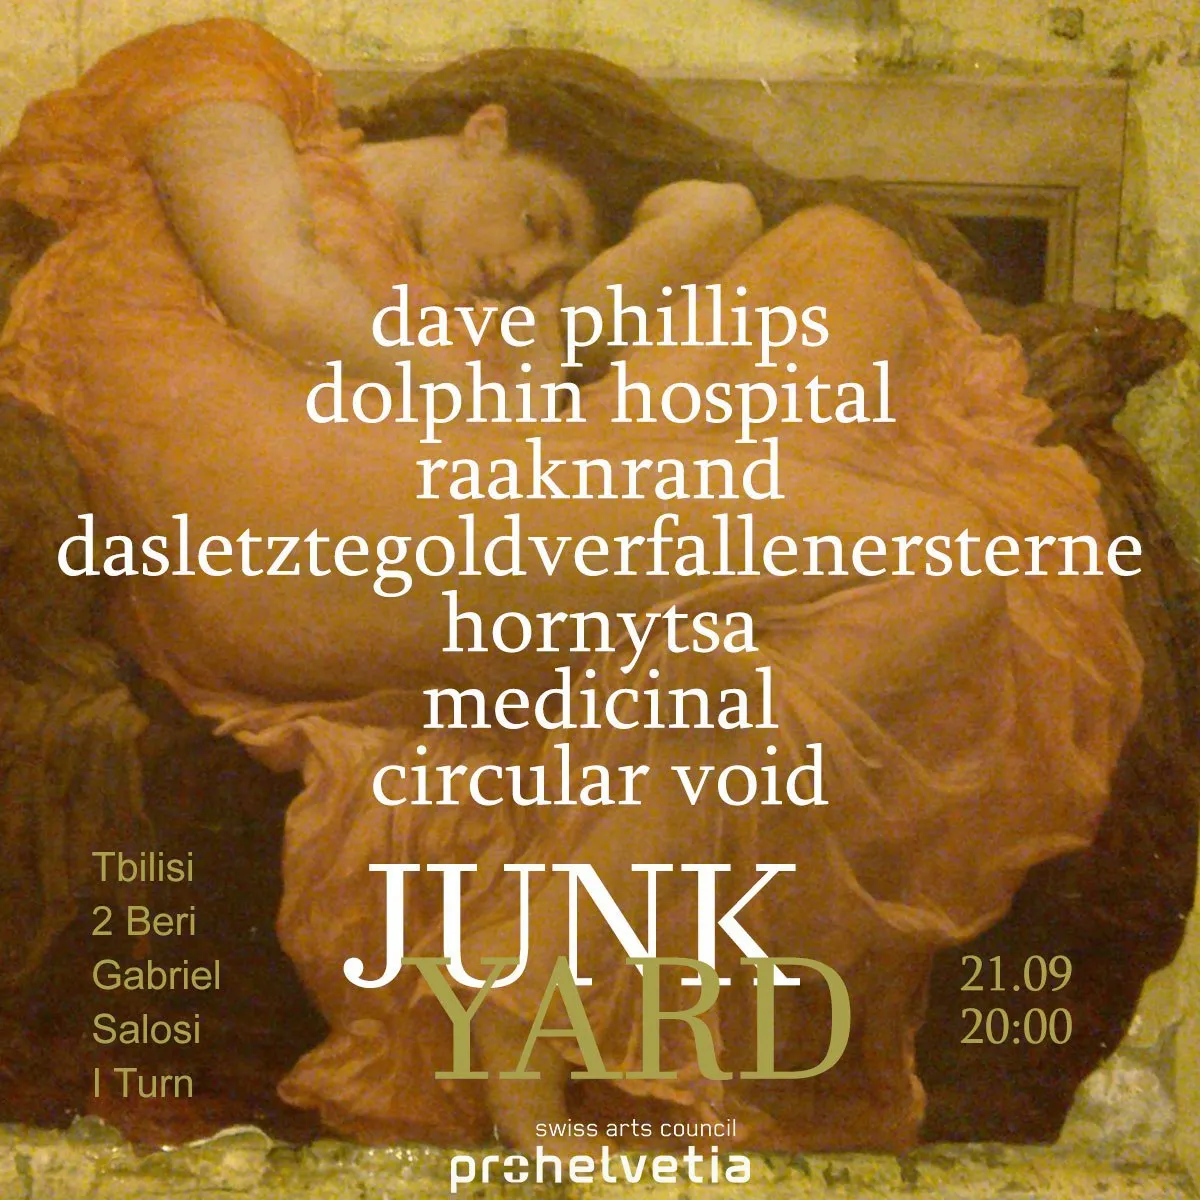 dave phillips
dolphin hospital
raaknrand
dasletztegoldverfallenersterne
hornytsa
medicinal
circular void
JUNK
YARD
Tbilisi
2 Beri
Gabriel
Salosi
I Turn
21.09
20:00
swiss arts council
prohelvetia